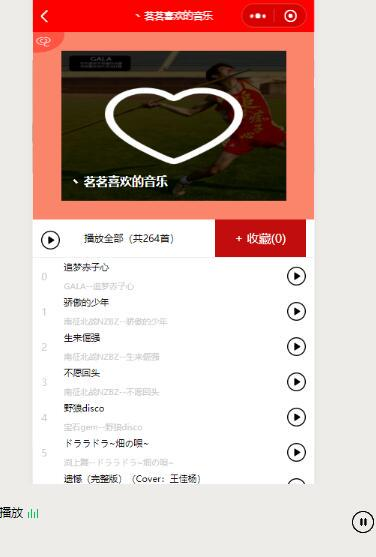 丶茗茗喜欢的音乐
GALA
丶茗茗喜欢的音乐
播放全部（共264首） + 收藏(0)
0 追梦赤子心
GALA--追梦赤子心
1 骄傲的少年
南征北战NZBZ--骄傲的少年
2 生来倔强
南征北战NZBZ--生来倔强
3 不愿回头
南征北战NZBZ--不愿回头
4 野狼disco
宝石gem--野狼disco
5 ドラドラ~畑の唄~
润上舞--ドラドラ~畑の唄~
遗憾（完整版）（Cover：王佳杨）
播放